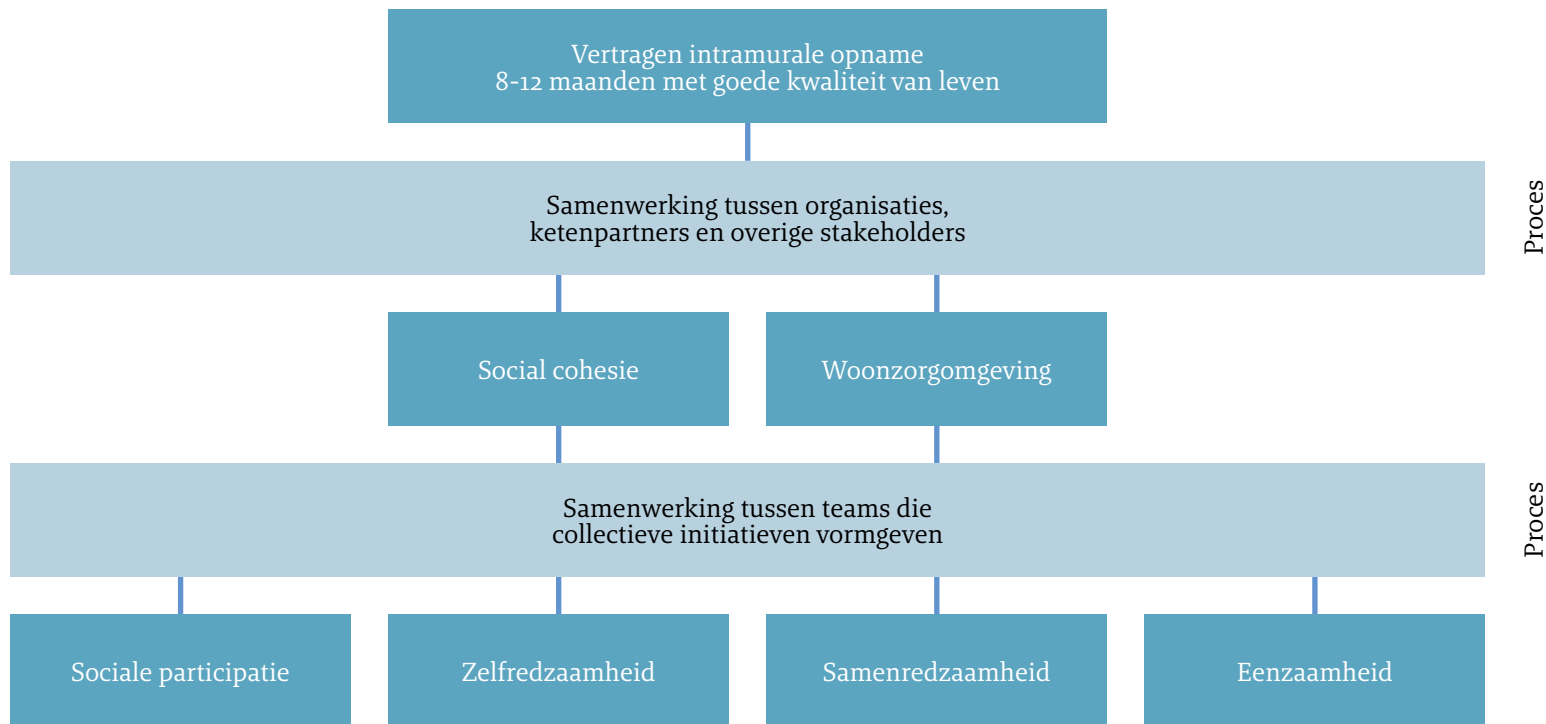 Vertragen intramurale opname
8-12 maanden met goede kwaliteit van leven
Samenwerking tussen organisaties,
ketenpartners en overige stakeholders
Proces
Social cohesie
Woonzorgomgeving
Samenwerking tussen teams die
collectieve initiatieven vormgeven
Proces
Sociale participatie
Zelfredzaamheid
Samenredzaamheid
Eenzaamheid